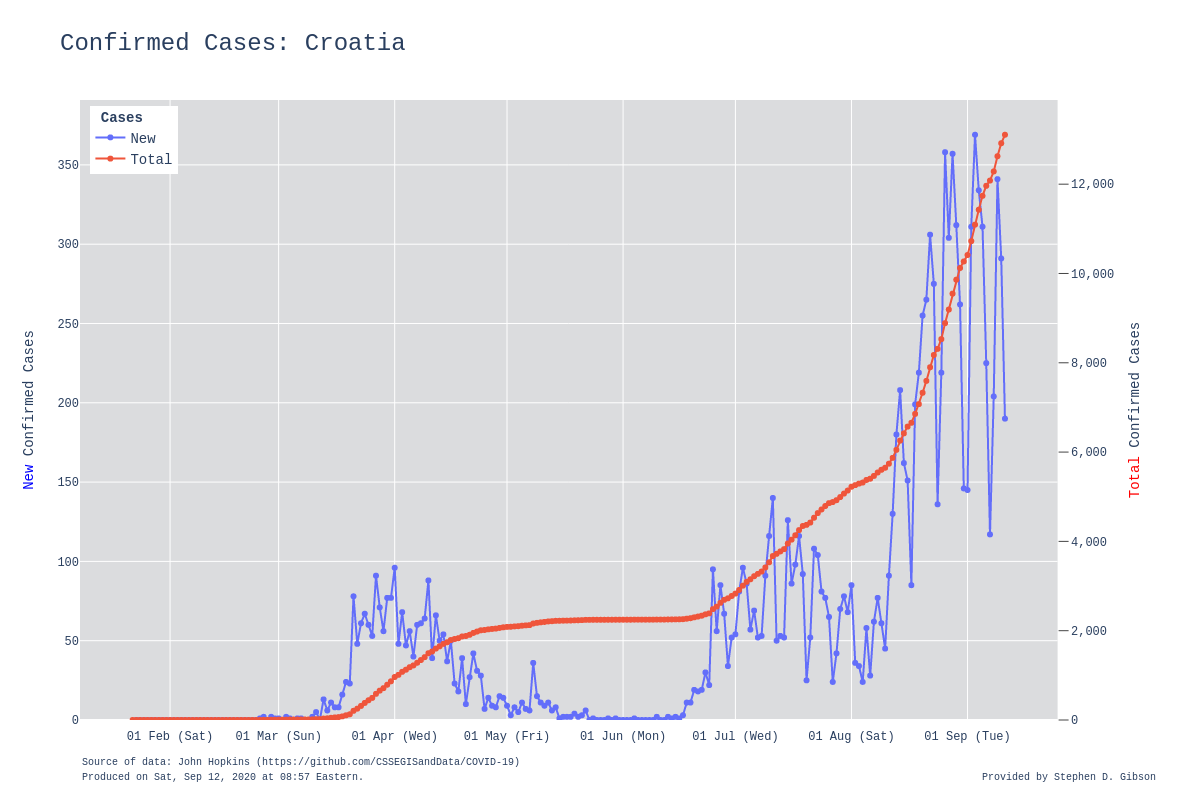 Confirmed Cases: Croatia
Cases
New
Total
350
300
250
200
150
100
50
0
New Confirmed Cases
12,000
10,000
8,000
6,000
4,000
2,000
0
Total Confirmed Cases
01 Feb (Sat)
01 Mar (Sun)
01 Apr (Wed)
01 May (Fri)
01 Jun (Mon)
01 Jul (Wed)
01 Aug (Sat)
01 Sep (Tue)
Source of data: John Hopkins (https://github.com/CSSEGISandData/COVID-19)
Produced on Sat, Sep 12, 2020 at 08:57 Eastern.
Provided by Stephen D. Gibson